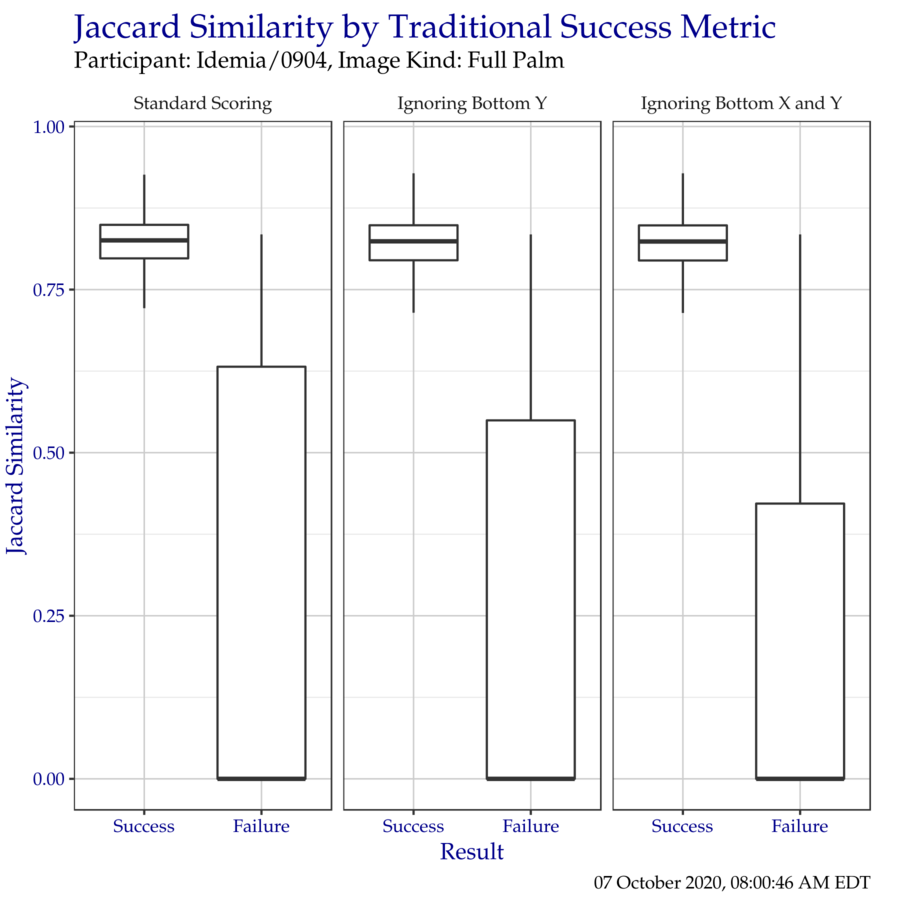 Jaccard Similarity by Traditional Success Metric
Participant: Idemia/0904, Image Kind: Full Palm
Standard Scoring
Ignoring Bottom Y
Ignoring Bottom X and Y
1.00
0.75
0.50
0.25
0.00
Jaccard Similarity
Success Failure
Success Failure
Success Failure
Result
07 October 2020, 08:00:46 AM EDT